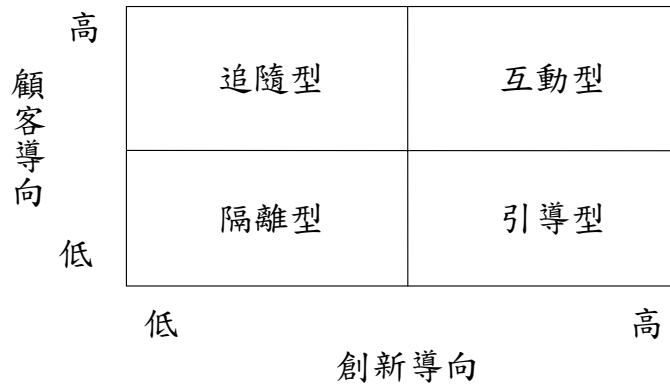 高
追隨型 互動型
顧客導向
隔離型 引導型
低
低 高
創新導向